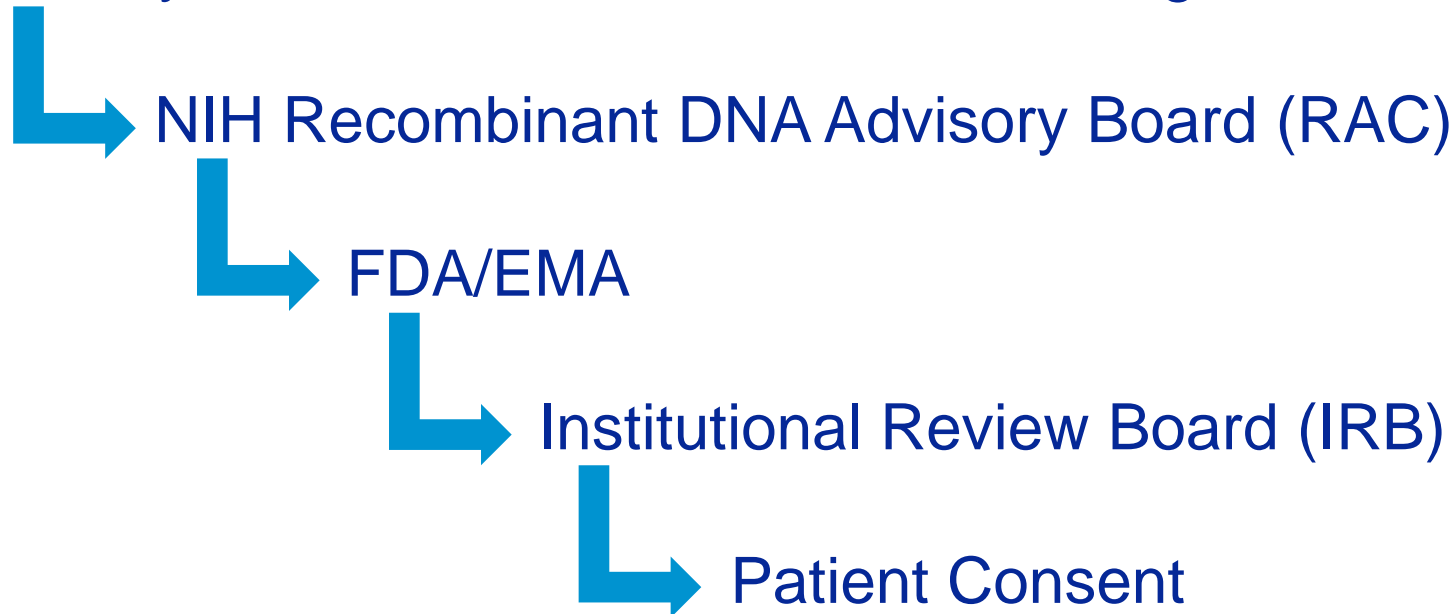 NIH Recombinant DNA Advisory Board (RAC)
FDA/EMA
Institutional Review Board (IRB)
Patient Consent